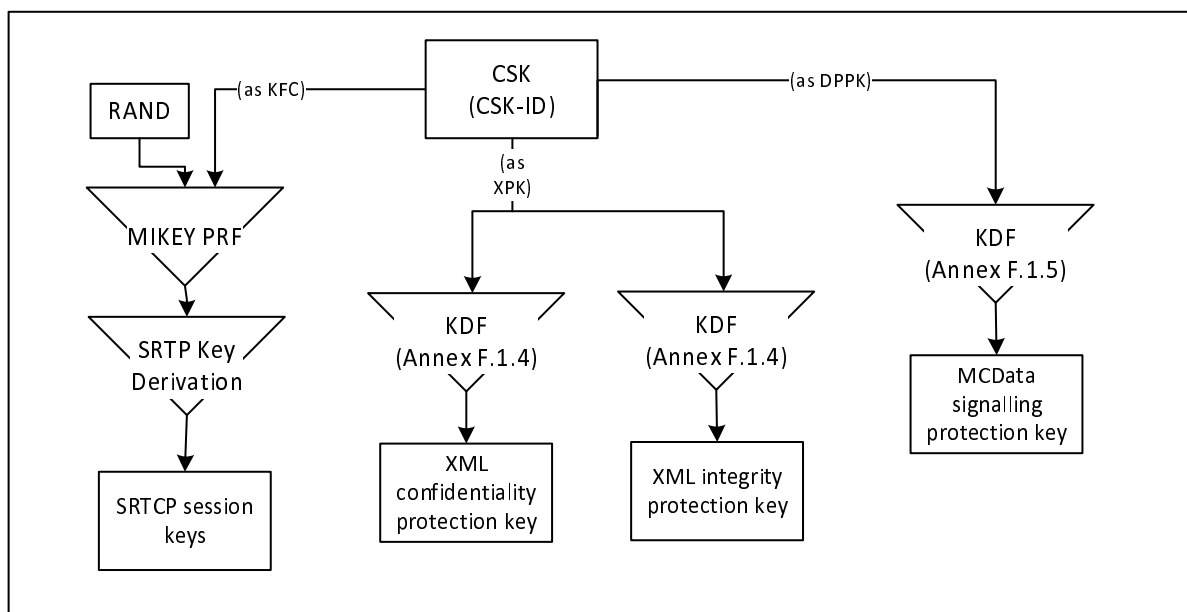 CSK
(CSK-ID)
(as KFC)
(as DPPK)
RAND
(as
XPK)
MIKEY PRF
KDF
(Annex F.1.5)
SRTP Key
Derivation
KDF
(Annex F.1.4)
KDF
(Annex F.1.4)
MCData
signalling
protection key
XML
confidentiality
protection key
XML integrity
protection key
SRTCP session
keys